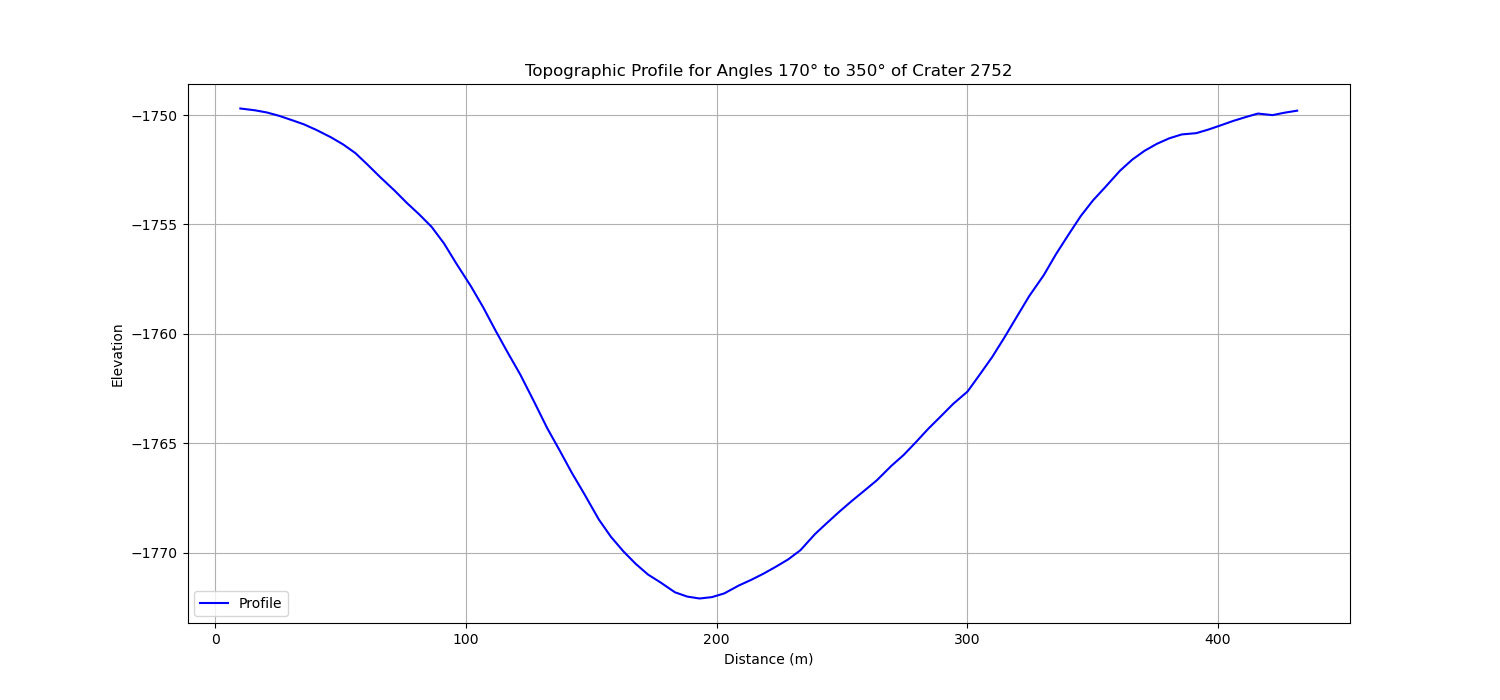 Topographic Profile for Angles 170° to 350° of Crater 2752
Elevation
−1750
−1755
−1760
−1765
−1770
Profile
0 100 200 300 400
Distance (m)